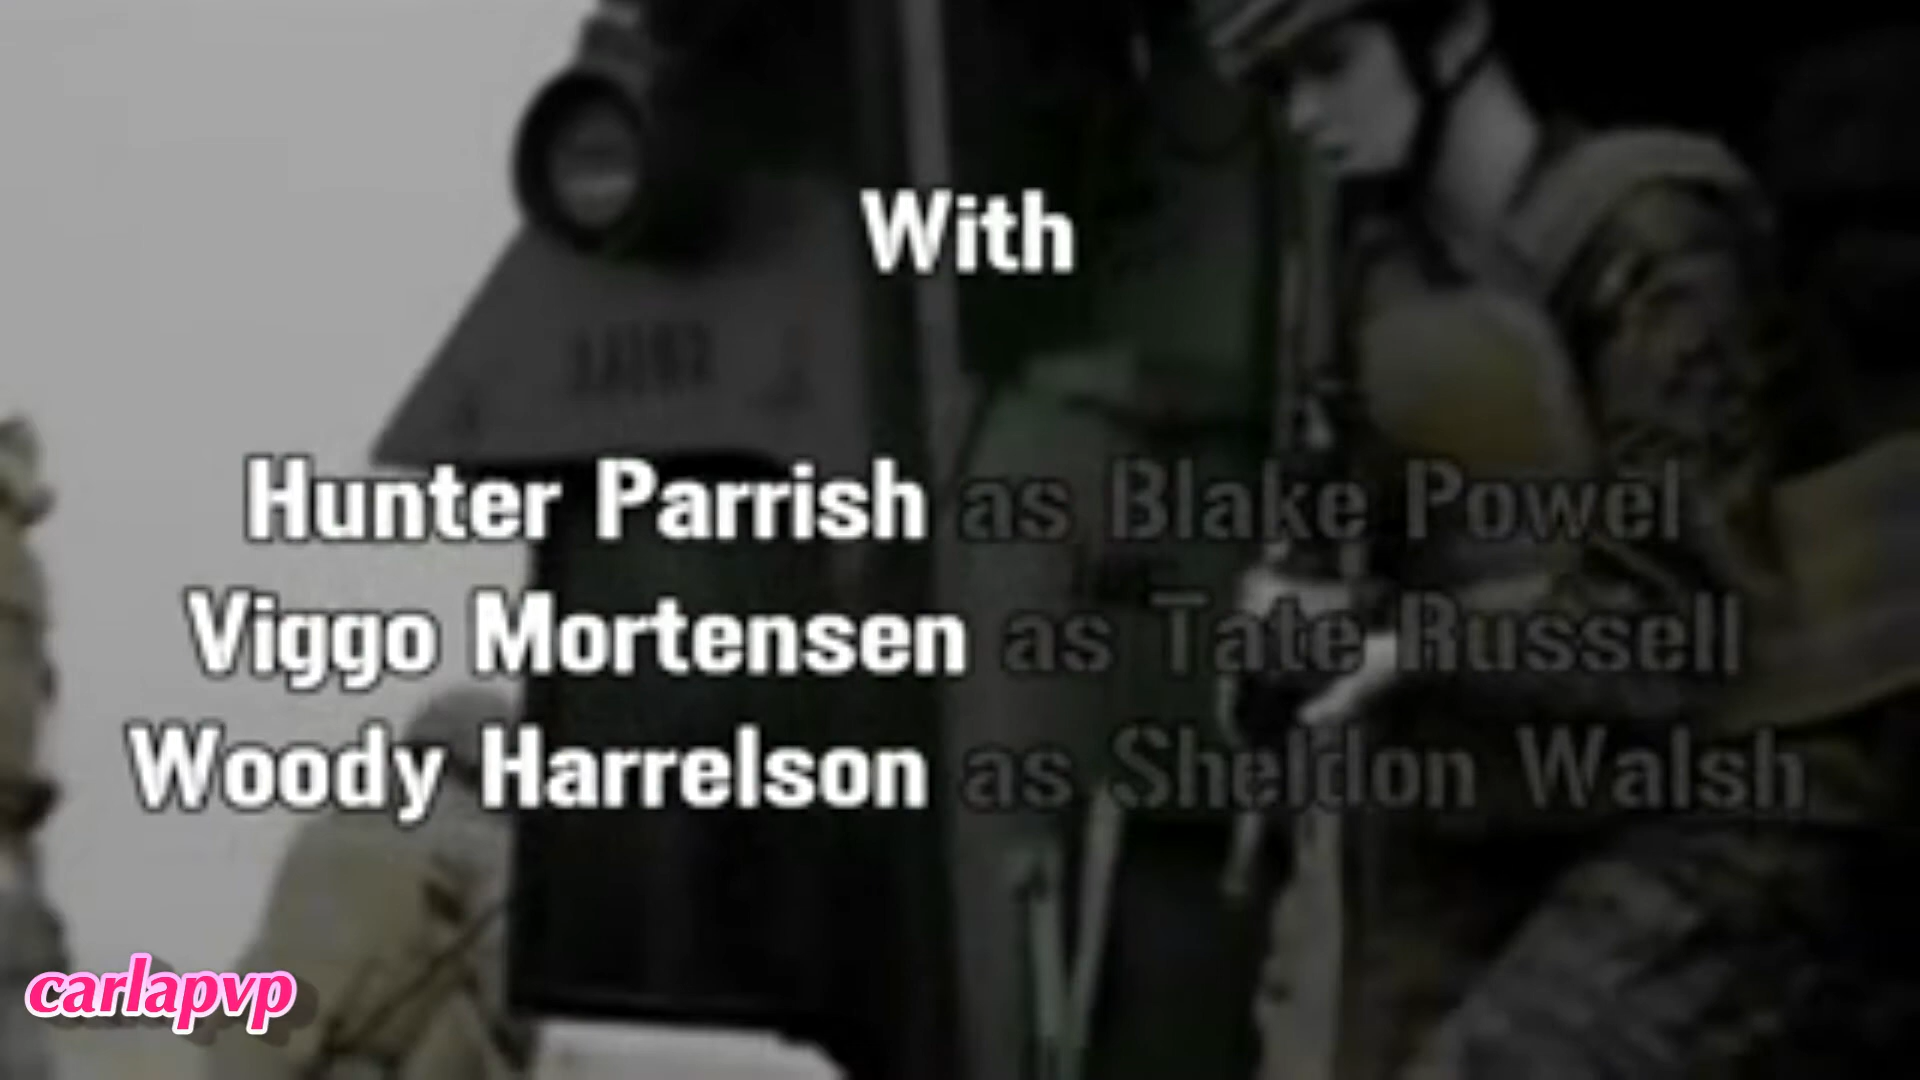 With
Hunter Parrish as Blake Powel
Viggo Mortensen as Tate Russell
Woody Harrelson as Sheldon Walsh
carlapvp